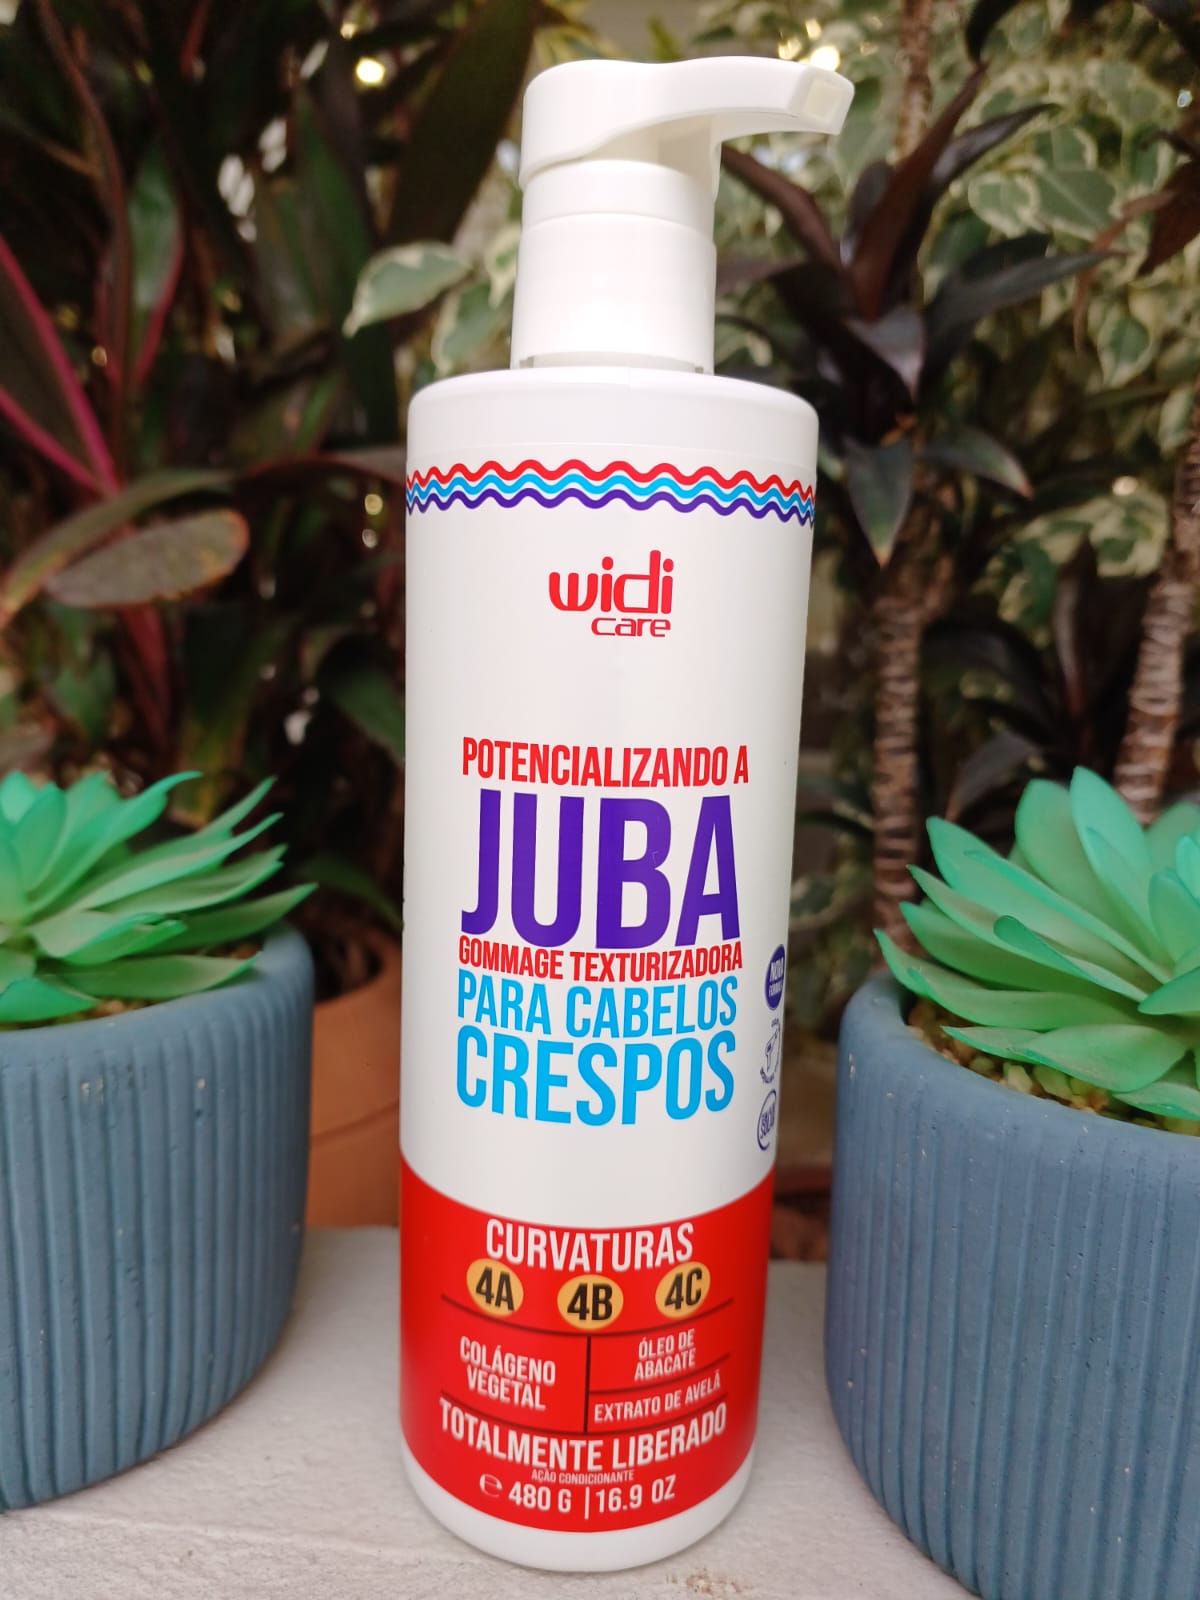 widi
care
POTENCIALIZANDO A
JUBA
GOMMAGE TEXTURIZADORA
PARA CABELOS
CRESPOS
NOVA
CURVATURAS
4A 4B 4C
COLÁGENO
VEGETAL
ÓLEO DE
ABACATE
EXTRATO DE AVELÃ
TOTALMENTE LIBERADO
AÇÃO CONDICIONANTE
℮ 480 G | 16.9 OZ